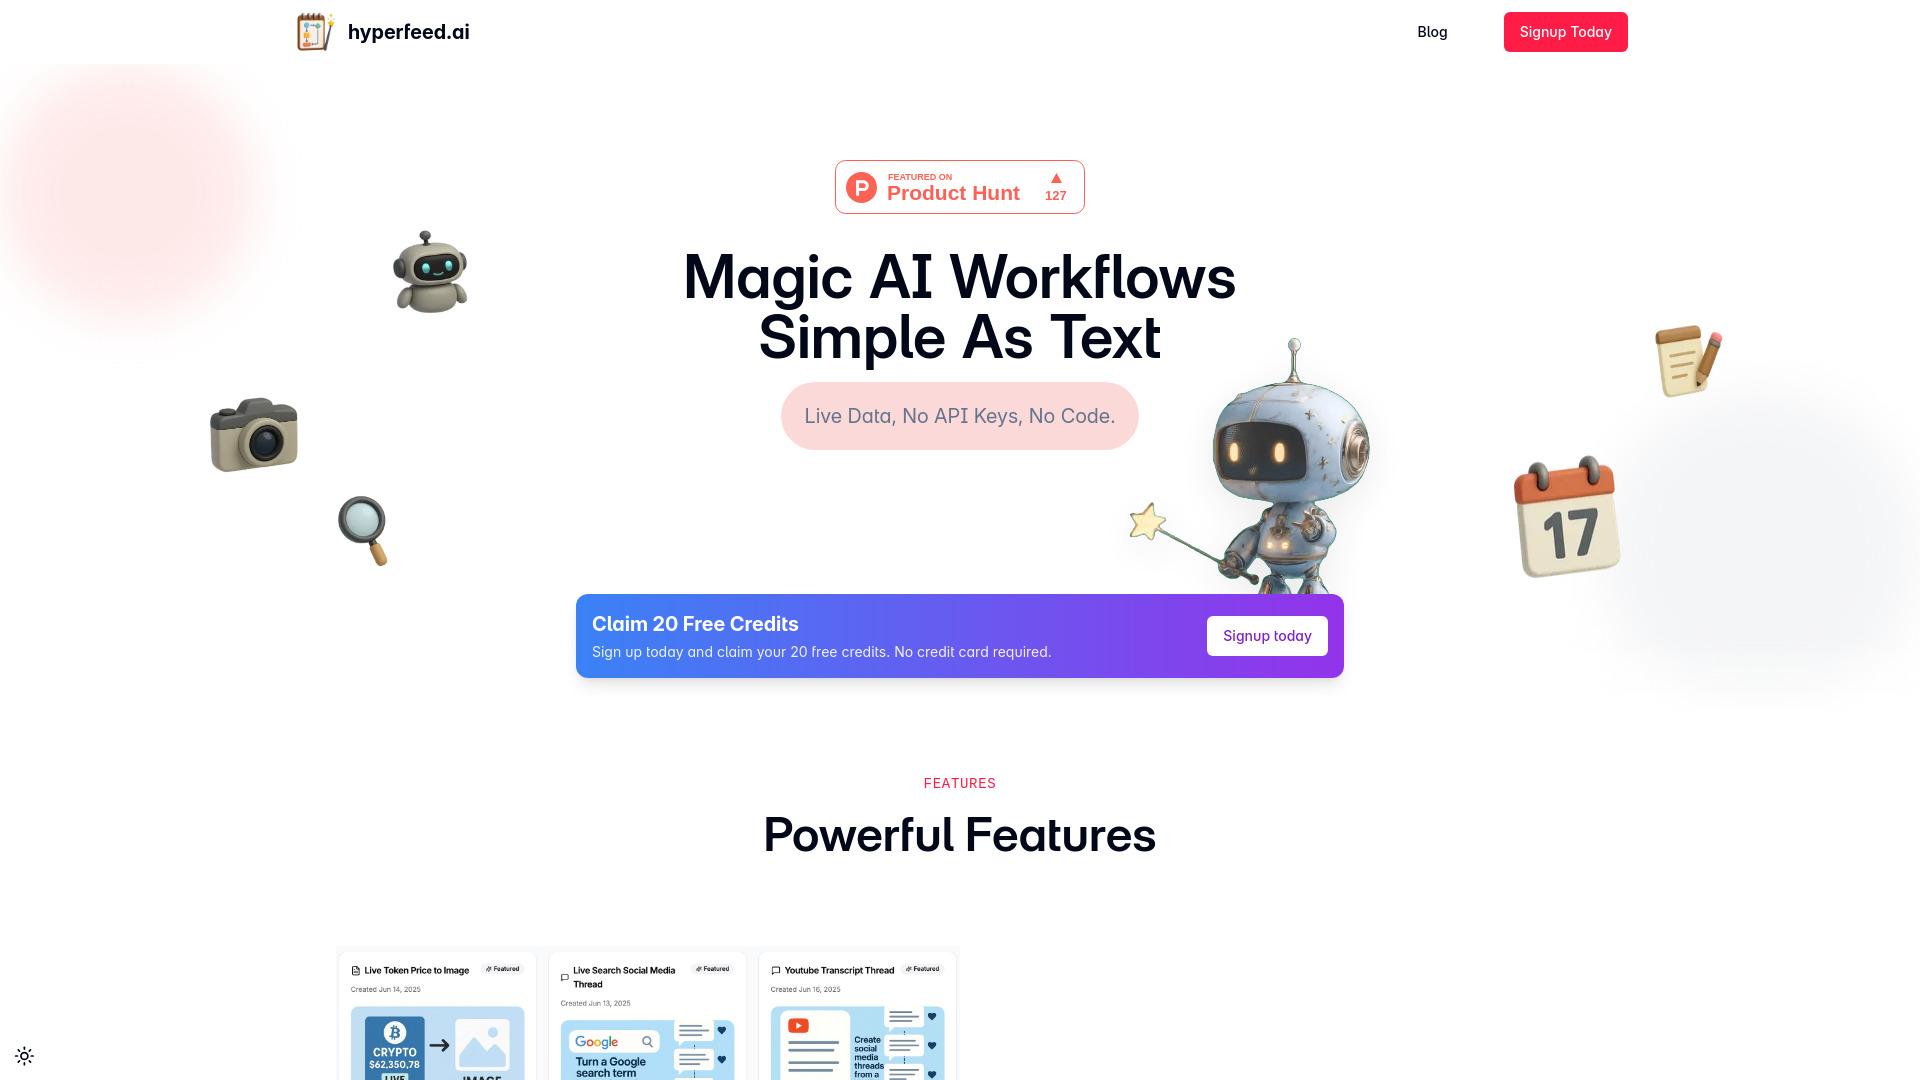 hyperfeed.ai
Blog
Signup Today
FEATURED ON
Product Hunt
127
Magic AI Workflows
Simple As Text
Live Data, No API Keys, No Code.
17
Claim 20 Free Credits
Sign up today and claim your 20 free credits. No credit card required.
Signup today
FEATURES
Powerful Features
Live Token Price to Image
Featured
Created Jun 14, 2025
CRYPTO
$62,350,78
LIVE
IMAGE
Live Search Social Media
Thread
Featured
Created Jun 13, 2025
Google
Turn a Google
search term
Youtube Transcript Thread
Featured
Created Jun 16, 2025
Create
social
media
threads
from a